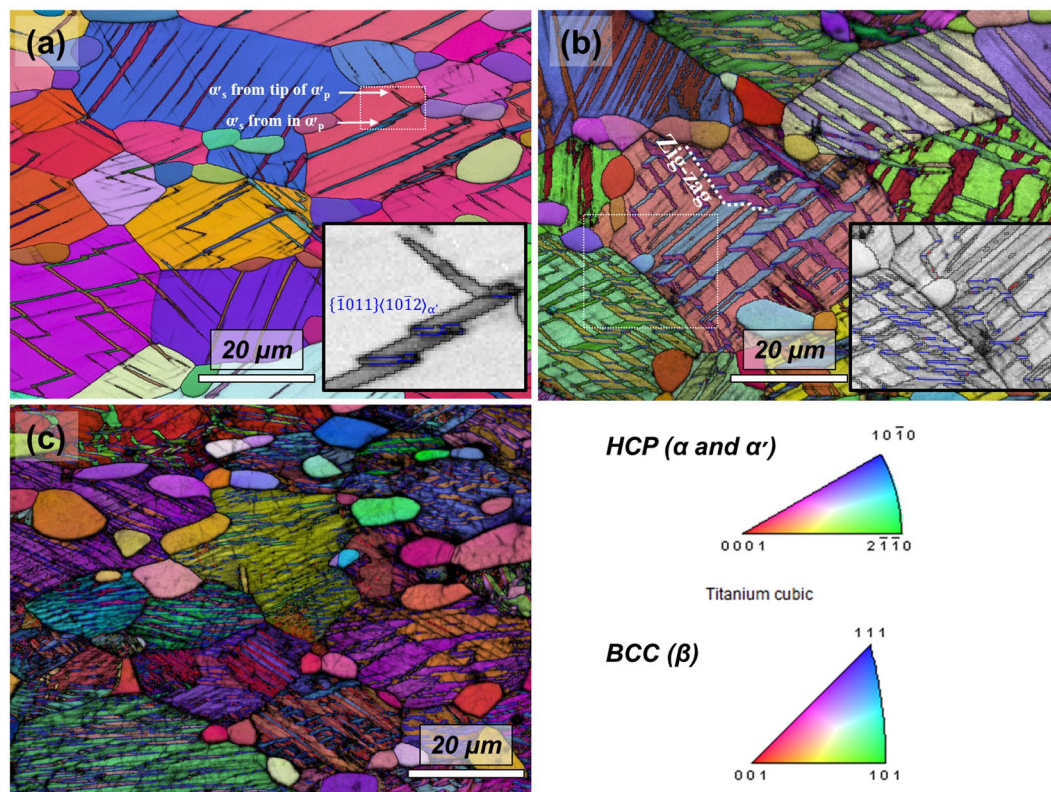 (a)
α′s from tip of α′p
α′s from in α′p
{1̄011}⟨101̄2⟩α′
20 μm
(b)
Zig-zag
20 μm
(c)
20 μm
HCP (α and α′)
101̄0
0001
21̄1̄0
Titanium cubic
BCC (β)
111
001
101